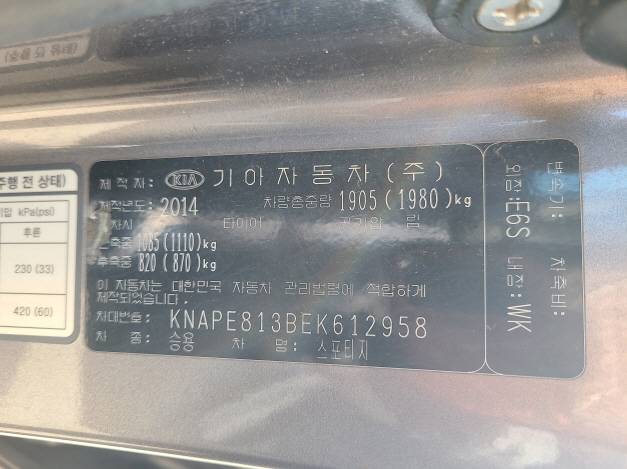 주행 전 상태)
kPa(psi)
후륜
230 (33)
420 (60)
제 작 자: KIA 기 아 자 동 차 (주)
제작년도: 2014 차량총중량 1905 (1980)kg
타이어 공기압 림
(1110)kg
후축중 820 (870)kg
이 자동차는 대한민국 자동차 관리법령에 적합하게
제작되었습니다.
차대번호: KNAPE813BEK612958
차 종: 승용 차 명: 스포티지
변속기: 차축비:
외장:E6S 내장:WK